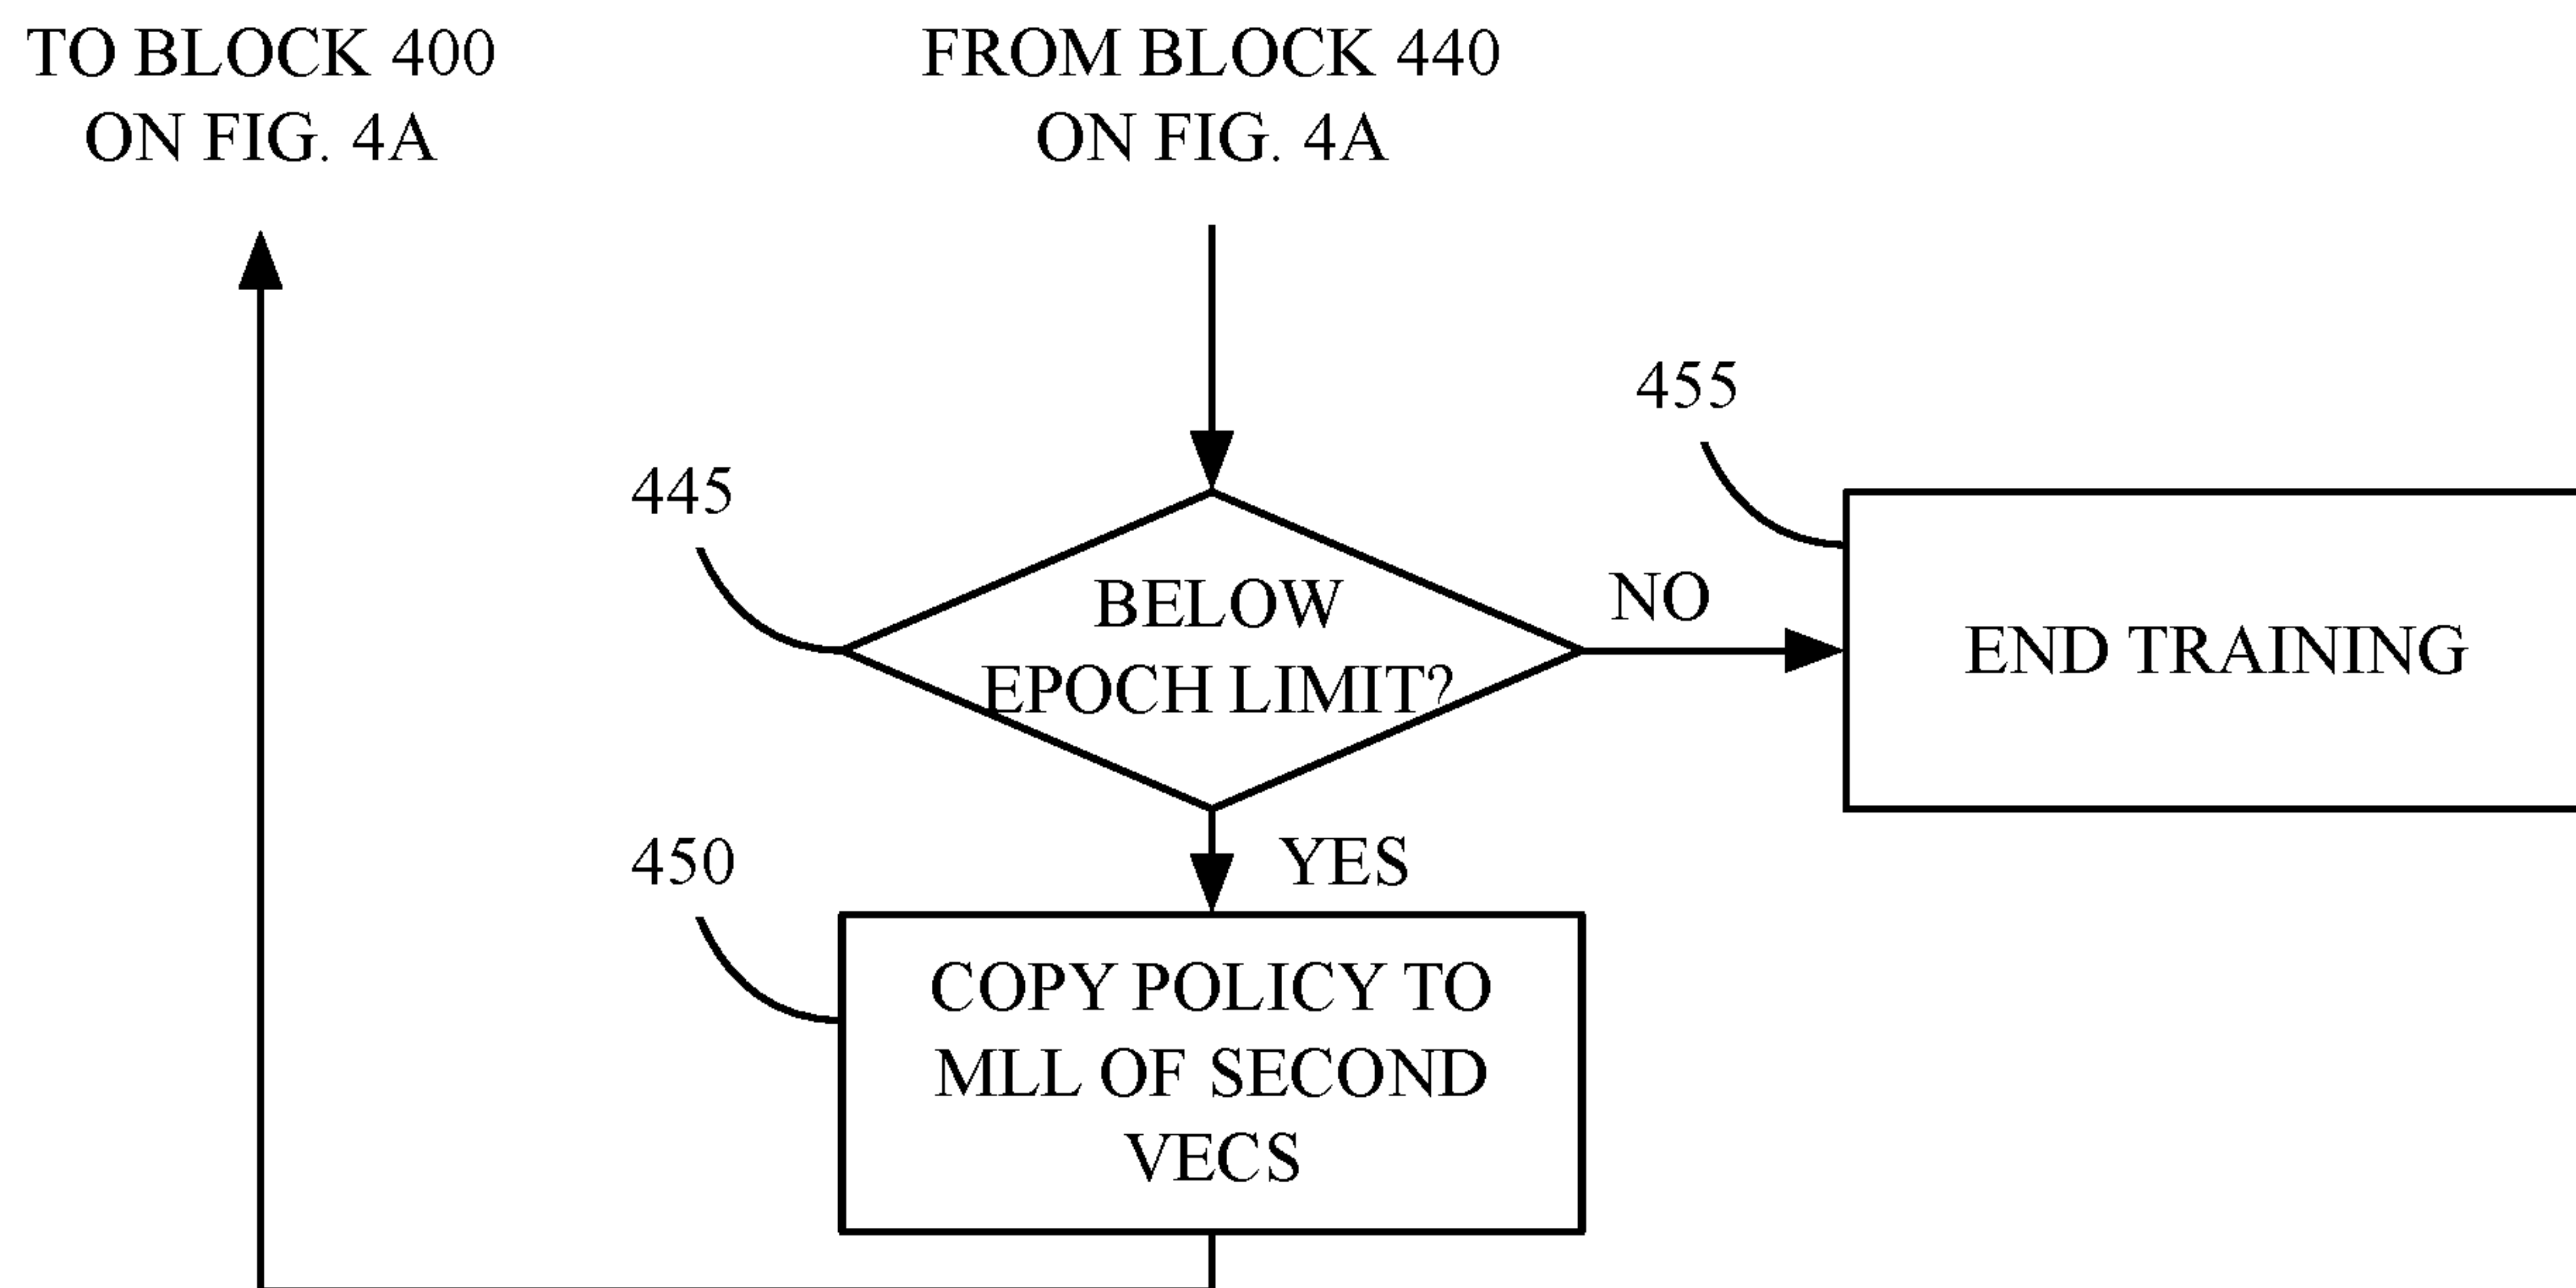 TO BLOCK 400
ON FIG. 4A
FROM BLOCK 440
ON FIG. 4A
455
445
BELOW
EPOCH LIMIT?
NO
END TRAINING
YES
450
COPY POLICY TO
MLL OF SECOND
VECS